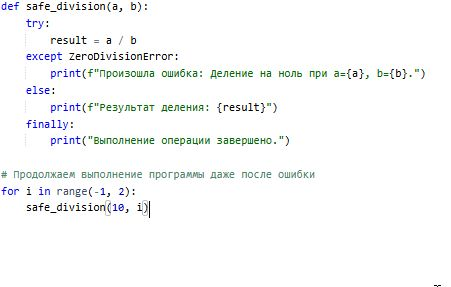 def safe_division(a, b):
    try:
        result = a / b
    except ZeroDivisionError:
        print(f"Произошла ошибка: Деление на ноль при a={a}, b={b}.")
    else:
        print(f"Результат деления: {result}")
    finally:
        print("Выполнение операции завершено.")

# Продолжаем выполнение программы даже после ошибки
for i in range(-1, 2):
    safe_division(10, i)